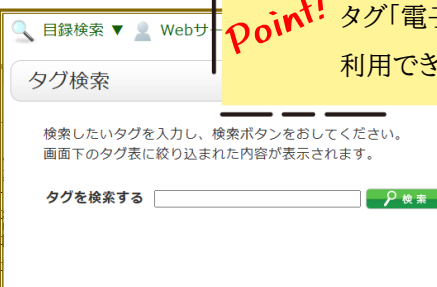 目録検索 ▼ Webサ
Point! タグ「電子
利用でき
タグ検索
検索したいタグを入力し、検索ボタンをおしてください。
画面下のタグ表に絞り込まれた内容が表示されます。
タグを検索する 検索